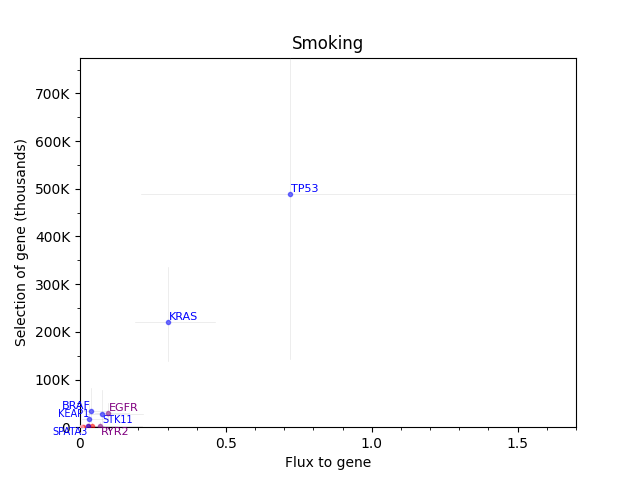 Smoking
700K
600K
500K
400K
300K
200K
100K
0
TP53
KRAS
BRAF
EGFR
KEAP1
STK11
SPATA3
RYR2
0
0.5
1.0
1.5
Flux to gene
Selection of gene (thousands)